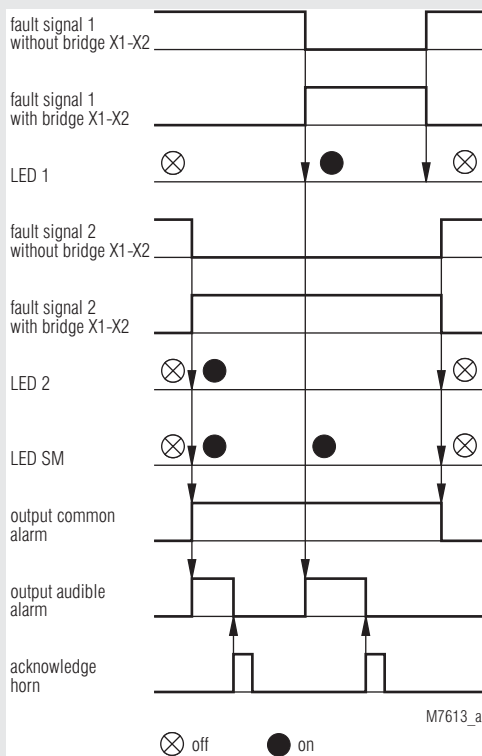 fault signal 1
without bridge X1-X2
fault signal 1
with bridge X1-X2
LED 1
fault signal 2
without bridge X1-X2
fault signal 2
with bridge X1-X2
LED 2
LED SM
output common
alarm
output audible
alarm
acknowledge
horn
M7613_a
off
on